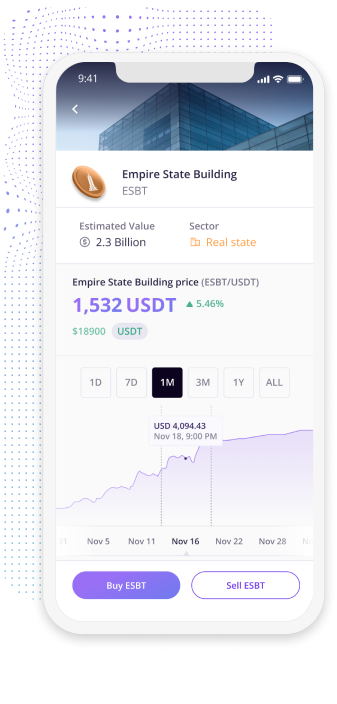 9:41
Empire State Building
ESBT
Estimated Value Sector
2.3 Billion Real state
Empire State Building price (ESBT/USDT)
1,532 USDT 5.46%
$18900 USDT
1D 7D 1M 3M 1Y ALL
USD 4,094.43
Nov 18, 9:00 PM
Nov 5 Nov 11 Nov 16 Nov 22 Nov 28
Buy ESBT Sell ESBT